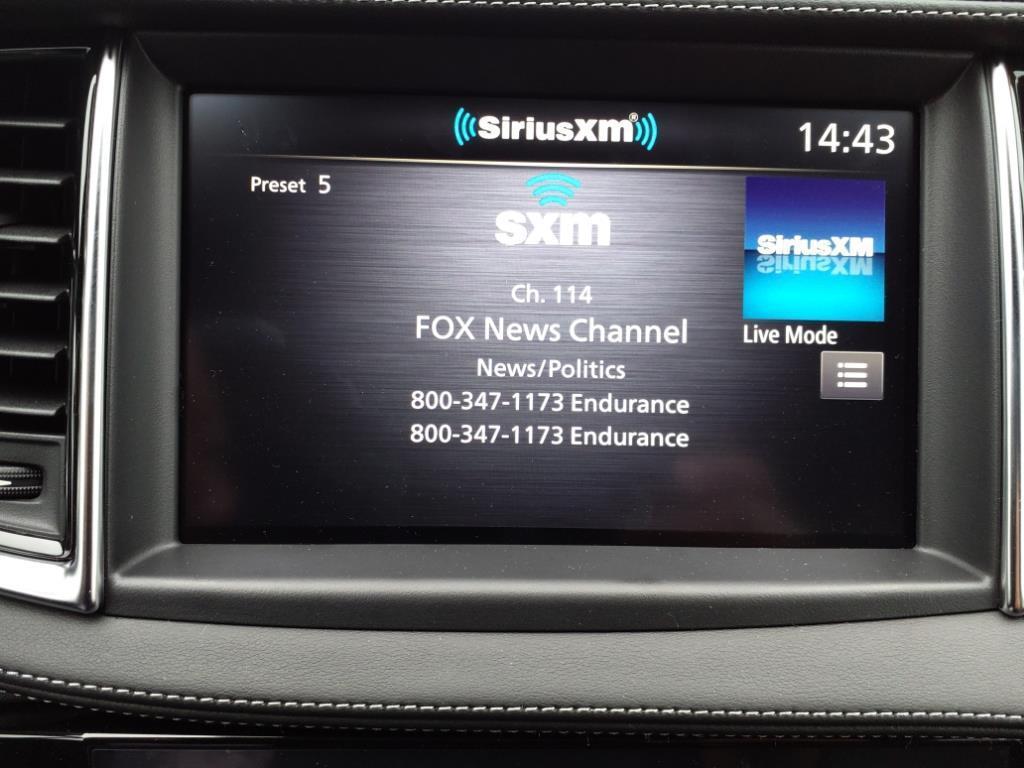 SiriusXM®
14:43
Preset 5
sxm
SiriusXM
Ch. 114
FOX News Channel
Live Mode
News/Politics
800-347-1173 Endurance
800-347-1173 Endurance